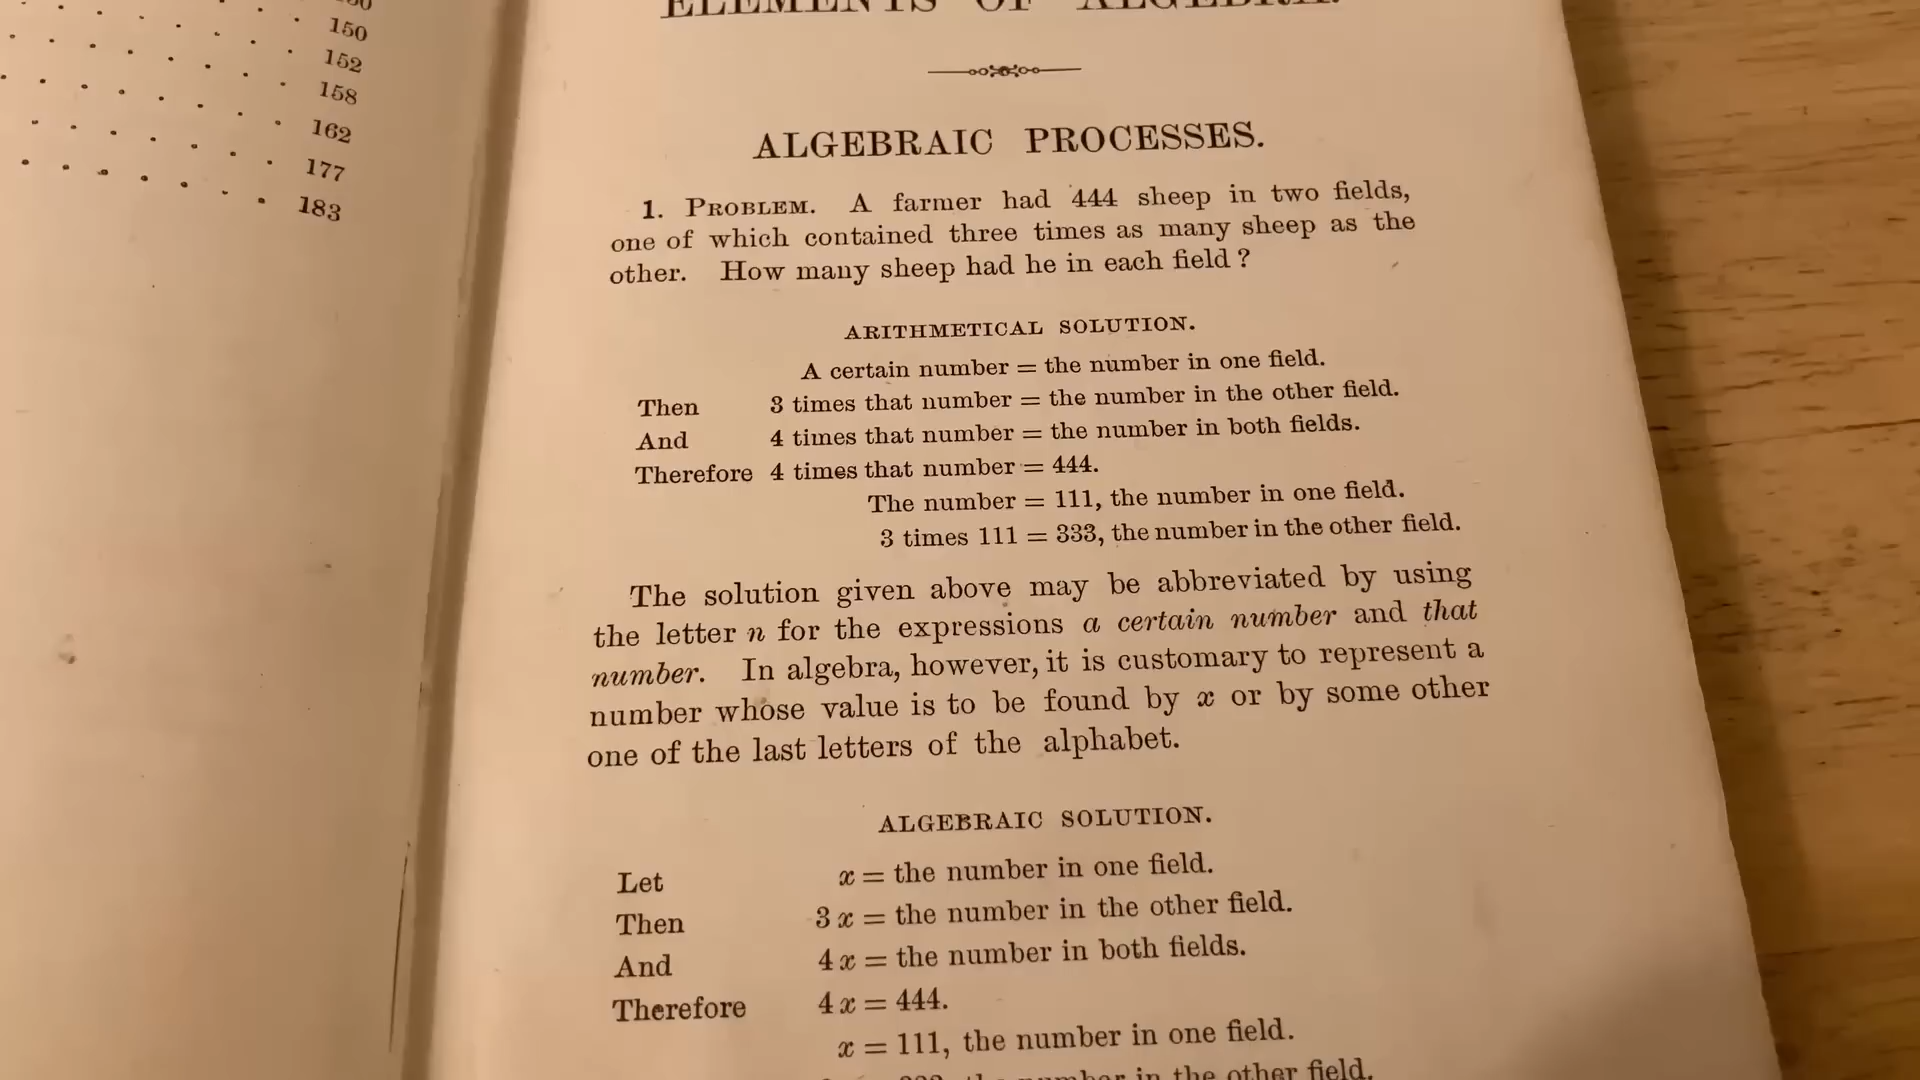 150
152
158
162
177
183
ELEMENTS OF ALGEBRA.
ALGEBRAIC PROCESSES.
1. PROBLEM. A farmer had 444 sheep in two fields,
one of which contained three times as many sheep as the
other. How many sheep had he in each field?
ARITHMETICAL SOLUTION.
A certain number = the number in one field.
Then 3 times that number = the number in the other field.
And 4 times that number = the number in both fields.
Therefore 4 times that number = 444.
The number = 111, the number in one field.
3 times 111 = 333, the number in the other field.
The solution given above may be abbreviated by using
the letter n for the expressions a certain number and that
number. In algebra, however, it is customary to represent a
number whose value is to be found by x or by some other
one of the last letters of the alphabet.
ALGEBRAIC SOLUTION.
Let x = the number in one field.
Then 3 x = the number in the other field.
And 4 x = the number in both fields.
Therefore 4 x = 444.
x = 111, the number in one field.
the number in the other field.